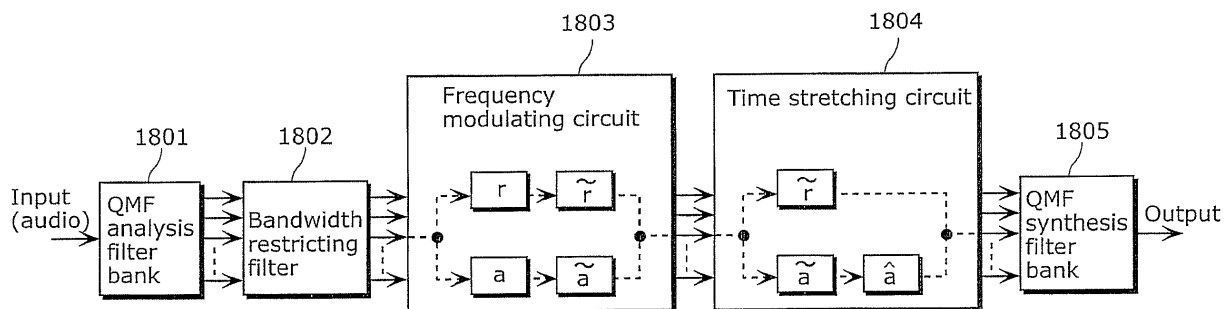 1803
1804
Frequency
modulating circuit
Time stretching circuit
1801
1802
1805
Input
(audio)
QMF
analysis
filter
bank
Bandwidth
restricting
filter
r
r̃
a
ã
r̃
ã
â
QMF
synthesis
filter
bank
Output